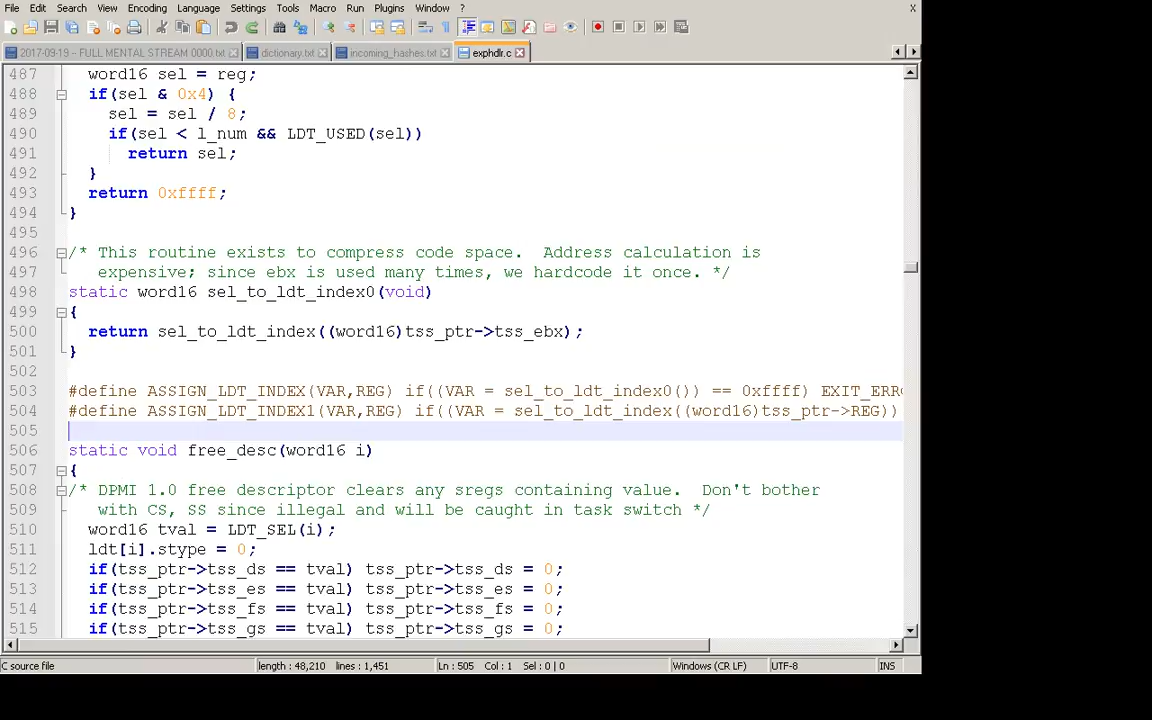 File Edit Search View Encoding Language Settings Tools Macro Run Plugins Window ? X
2017-09-19 – FULL MENTAL STREAM 0000.txt dictionary.txt incoming_hashes.txt exphdlr.c
487 word16 sel = reg;
488 if(sel & 0x4) {
489 sel = sel / 8;
490 if(sel < l_num && LDT_USED(sel))
491 return sel;
492 }
493 return 0xffff;
494 }
495
496 /* This routine exists to compress code space.  Address calculation is
497 expensive; since ebx is used many times, we hardcode it once. */
498 static word16 sel_to_ldt_index0(void)
499 {
500 return sel_to_ldt_index((word16)tss_ptr->tss_ebx);
501 }
502
503 #define ASSIGN_LDT_INDEX(VAR,REG) if((VAR = sel_to_ldt_index0()) == 0xffff) EXIT_ERR
504 #define ASSIGN_LDT_INDEX1(VAR,REG) if((VAR = sel_to_ldt_index((word16)tss_ptr->REG))
505
506 static void free_desc(word16 i)
507 {
508 /* DPMI 1.0 free descriptor clears any sregs containing value.  Don't bother
509 with CS, SS since illegal and will be caught in task switch */
510 word16 tval = LDT_SEL(i);
511 ldt[i].stype = 0;
512 if(tss_ptr->tss_ds == tval) tss_ptr->tss_ds = 0;
513 if(tss_ptr->tss_es == tval) tss_ptr->tss_es = 0;
514 if(tss_ptr->tss_fs == tval) tss_ptr->tss_fs = 0;
515 if(tss_ptr->tss_gs == tval) tss_ptr->tss_gs = 0;
C source file length : 48,210 lines : 1,451 Ln : 505 Col : 1 Sel : 0 | 0 Windows (CR LF) UTF-8 INS